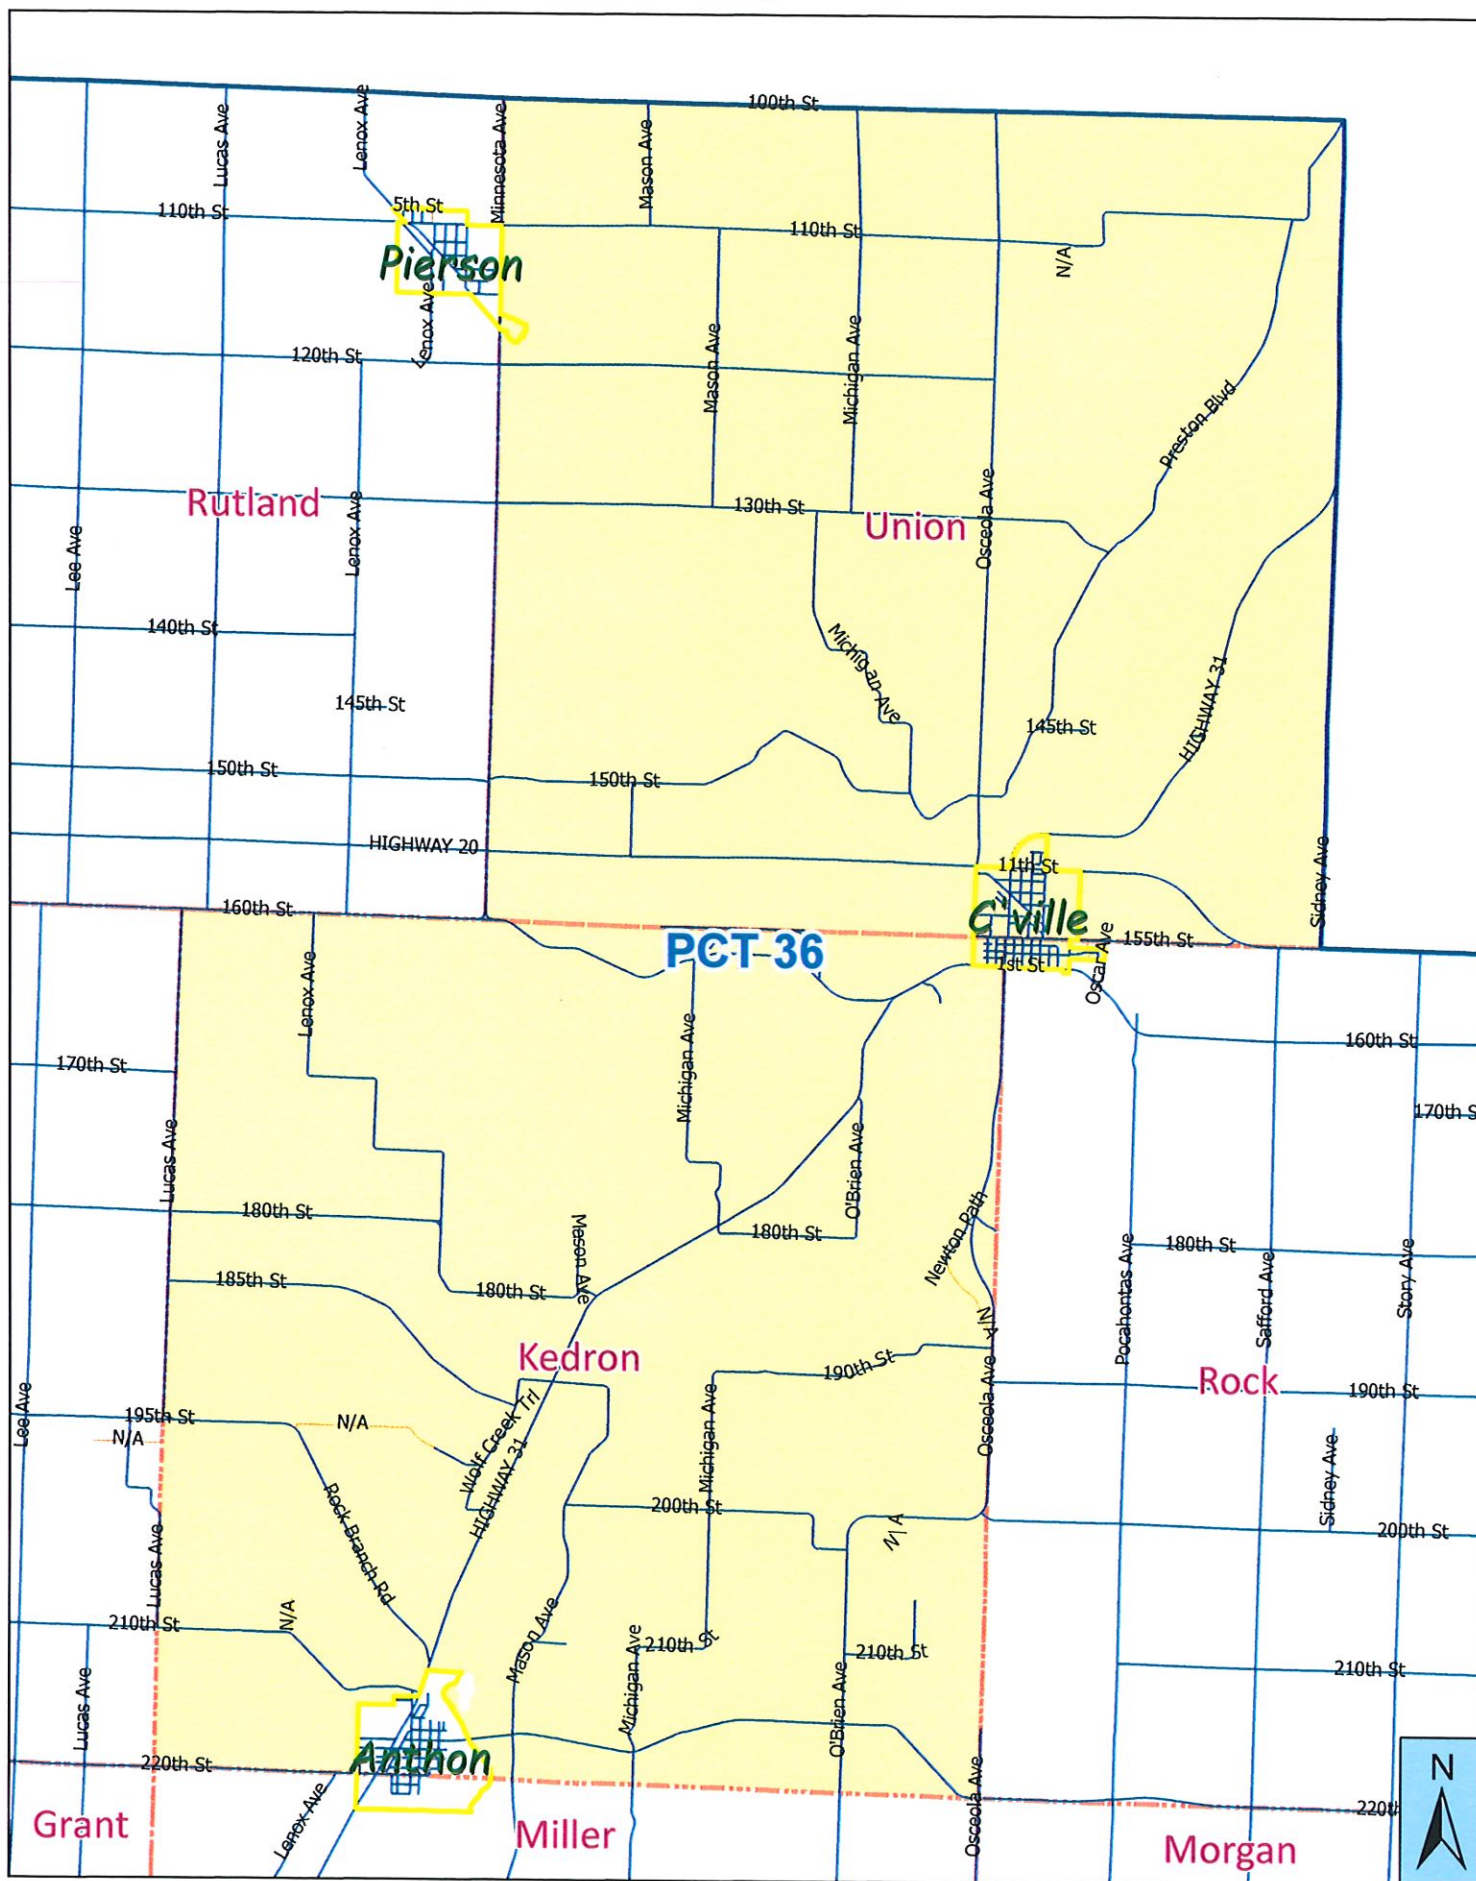 100th St
Lucas Ave
Lenox Ave
Minnesota Ave
Mason Ave
110th St
5th St
110th St
N/A
Pierson
Lenox Ave
120th St
Mason Ave
Michigan Ave
Preston Blvd
Rutland
130th St
Union
Osceola Ave
Lee Ave
Lenox Ave
140th St
Michigan Ave
145th St
145th St
HIGHWAY 31
150th St
150th St
HIGHWAY 20
11th St
Sidney Ave
160th St
C'ville
155th St
PCT 36
1st St
Oscar Ave
Lenox Ave
160th St
170th St
Michigan Ave
170th S
Lucas Ave
O'Brien Ave
180th St
180th St
Newton Path
180th St
Mason Ave
185th St
180th St
Pocahontas Ave
Safford Ave
Story Ave
N/A
Kedron
190th St
Rock
190th St
Lee Ave
195th St
N/A
N/A
Wolf Creek Trl
HIGHWAY 31
Michigan Ave
Osceola Ave
Sidney Ave
200th St
N/A
200th St
Rock Branch Rd
Lucas Ave
210th St
N/A
Mason Ave
Michigan Ave
210th St
210th St
210th St
Lucas Ave
O'Brien Ave
Anthon
220th St
Lenox Ave
Osceola Ave
220th
N
Grant
Miller
Morgan